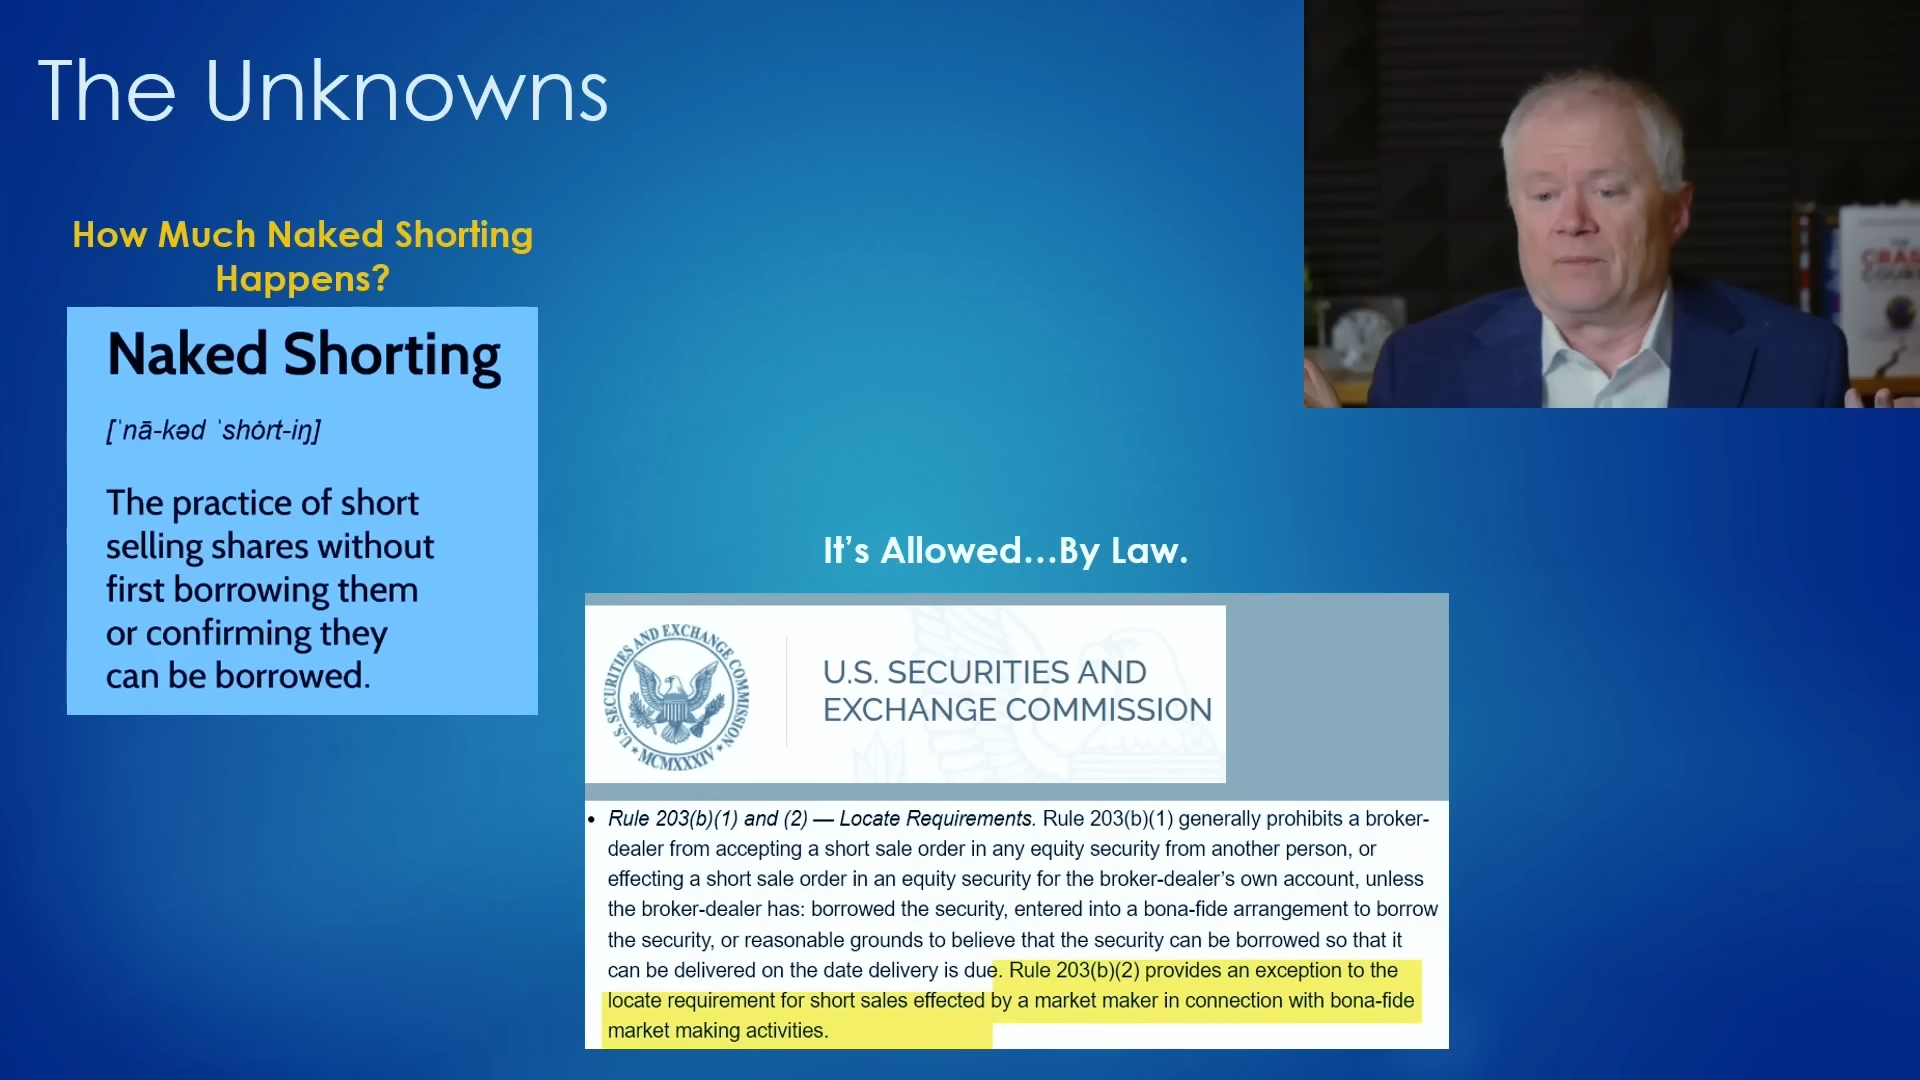 The Unknowns
How Much Naked Shorting
Happens?
Naked Shorting
[ˈnā-kəd ˈshȯrt-iŋ]
The practice of short
selling shares without
first borrowing them
or confirming they
can be borrowed.
It’s Allowed...By Law.
U.S. SECURITIES AND EXCHANGE COMMISSION
MCMXXXIV
U.S. SECURITIES AND
EXCHANGE COMMISSION
• Rule 203(b)(1) and (2) — Locate Requirements. Rule 203(b)(1) generally prohibits a broker-
dealer from accepting a short sale order in any equity security from another person, or
effecting a short sale order in an equity security for the broker-dealer’s own account, unless
the broker-dealer has: borrowed the security, entered into a bona-fide arrangement to borrow
the security, or reasonable grounds to believe that the security can be borrowed so that it
can be delivered on the date delivery is due. Rule 203(b)(2) provides an exception to the
locate requirement for short sales effected by a market maker in connection with bona-fide
market making activities.